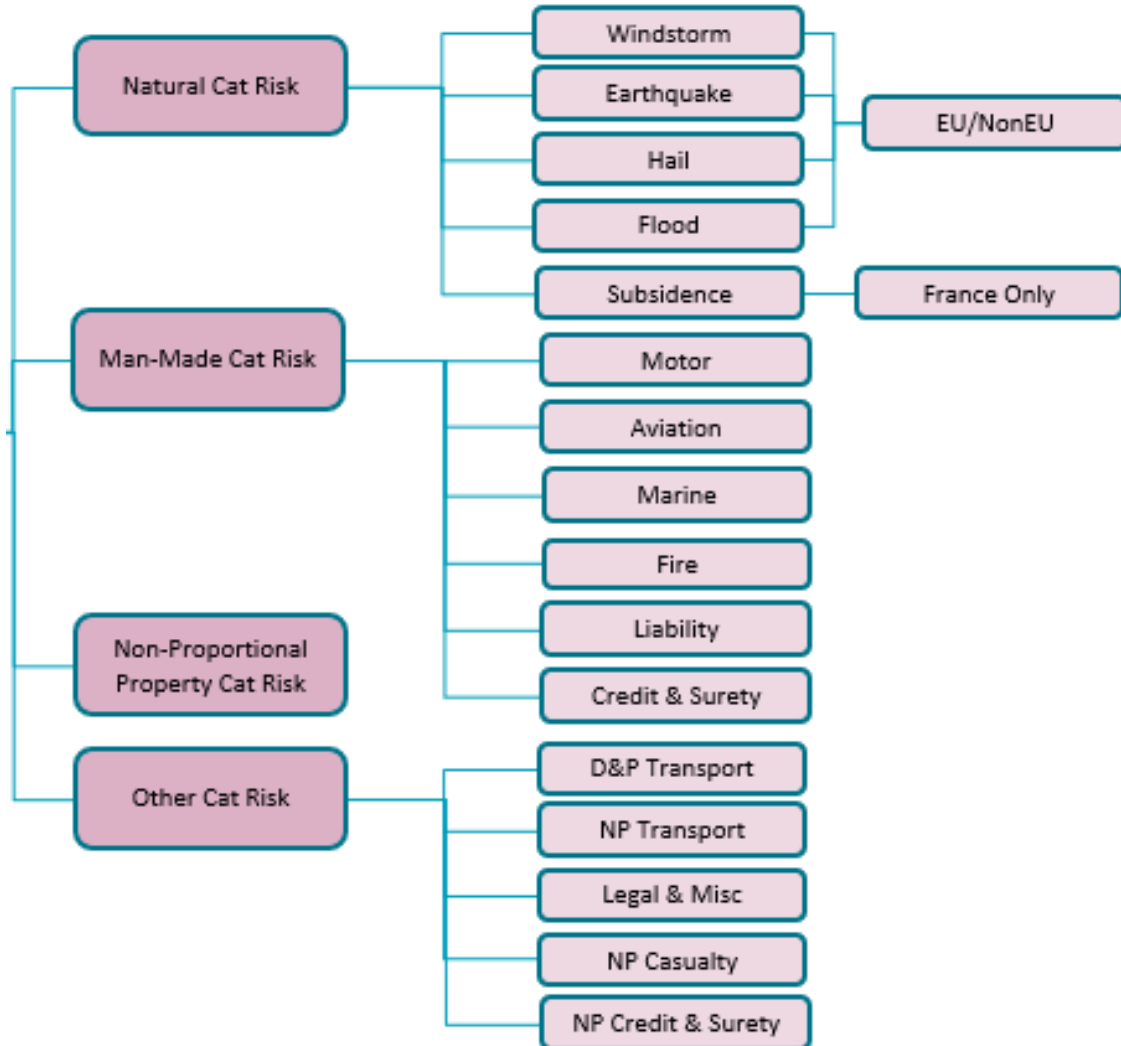 Natural Cat Risk
Windstorm
Earthquake
Hail
Flood
Subsidence
EU/NonEU
France Only
Man-Made Cat Risk
Motor
Aviation
Marine
Fire
Liability
Credit & Surety
Non-Proportional
Property Cat Risk
Other Cat Risk
D&P Transport
NP Transport
Legal & Misc
NP Casualty
NP Credit & Surety